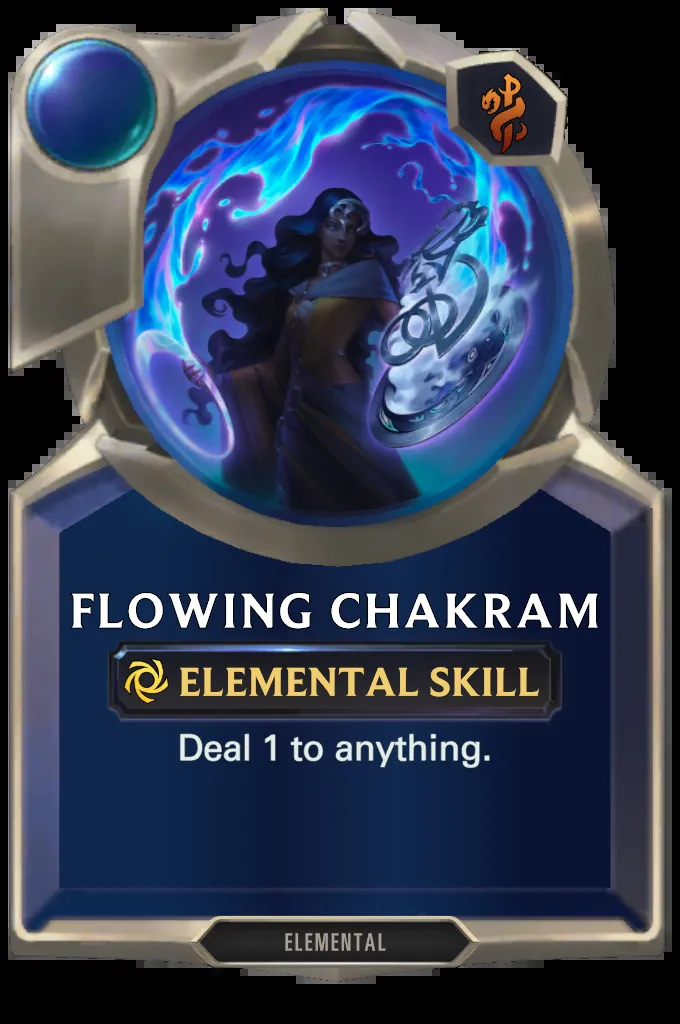 FLOWING CHAKRAM
ELEMENTAL SKILL
Deal 1 to anything.
ELEMENTAL